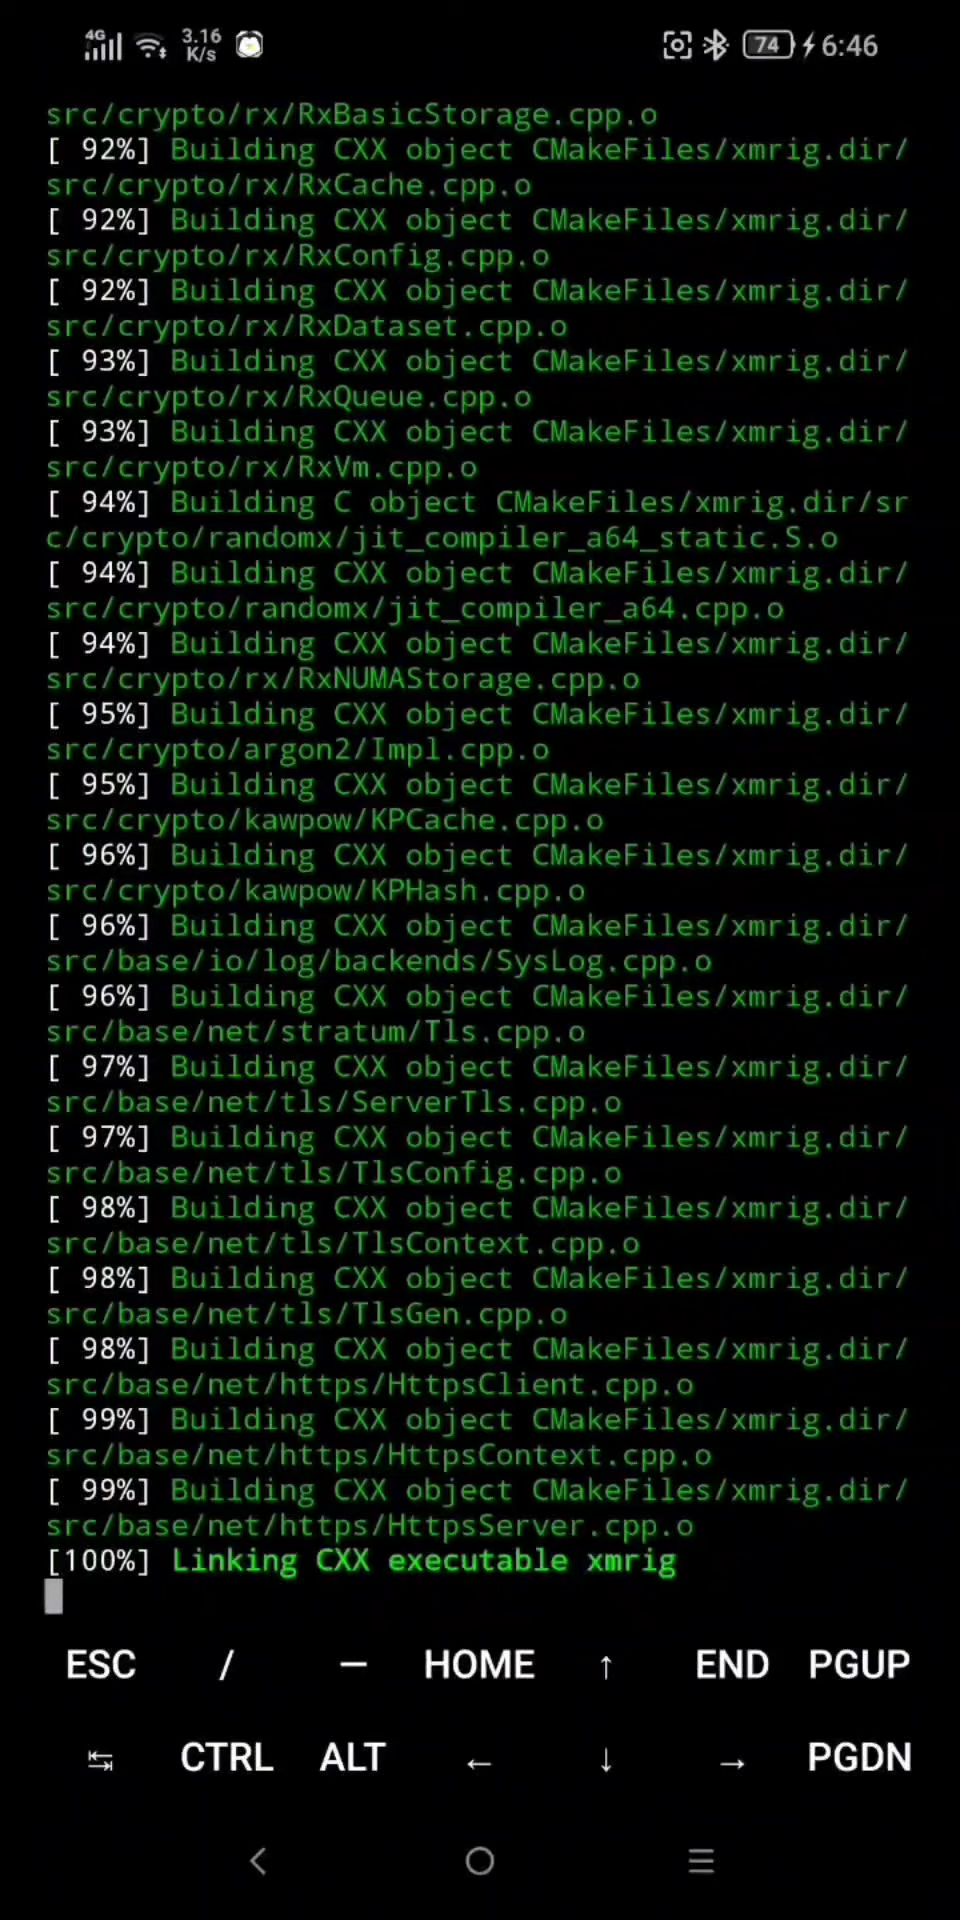 4G 3.16 K/s 74 6:46
src/crypto/rx/RxBasicStorage.cpp.o
[ 92%] Building CXX object CMakeFiles/xmrig.dir/
src/crypto/rx/RxCache.cpp.o
[ 92%] Building CXX object CMakeFiles/xmrig.dir/
src/crypto/rx/RxConfig.cpp.o
[ 92%] Building CXX object CMakeFiles/xmrig.dir/
src/crypto/rx/RxDataset.cpp.o
[ 93%] Building CXX object CMakeFiles/xmrig.dir/
src/crypto/rx/RxQueue.cpp.o
[ 93%] Building CXX object CMakeFiles/xmrig.dir/
src/crypto/rx/RxVm.cpp.o
[ 94%] Building C object CMakeFiles/xmrig.dir/sr
c/crypto/randomx/jit_compiler_a64_static.S.o
[ 94%] Building CXX object CMakeFiles/xmrig.dir/
src/crypto/randomx/jit_compiler_a64.cpp.o
[ 94%] Building CXX object CMakeFiles/xmrig.dir/
src/crypto/rx/RxNUMAStorage.cpp.o
[ 95%] Building CXX object CMakeFiles/xmrig.dir/
src/crypto/argon2/Impl.cpp.o
[ 95%] Building CXX object CMakeFiles/xmrig.dir/
src/crypto/kawpow/KPCache.cpp.o
[ 96%] Building CXX object CMakeFiles/xmrig.dir/
src/crypto/kawpow/KPHash.cpp.o
[ 96%] Building CXX object CMakeFiles/xmrig.dir/
src/base/io/log/backends/SysLog.cpp.o
[ 96%] Building CXX object CMakeFiles/xmrig.dir/
src/base/net/stratum/Tls.cpp.o
[ 97%] Building CXX object CMakeFiles/xmrig.dir/
src/base/net/tls/ServerTls.cpp.o
[ 97%] Building CXX object CMakeFiles/xmrig.dir/
src/base/net/tls/TlsConfig.cpp.o
[ 98%] Building CXX object CMakeFiles/xmrig.dir/
src/base/net/tls/TlsContext.cpp.o
[ 98%] Building CXX object CMakeFiles/xmrig.dir/
src/base/net/tls/TlsGen.cpp.o
[ 98%] Building CXX object CMakeFiles/xmrig.dir/
src/base/net/https/HttpsClient.cpp.o
[ 99%] Building CXX object CMakeFiles/xmrig.dir/
src/base/net/https/HttpsContext.cpp.o
[ 99%] Building CXX object CMakeFiles/xmrig.dir/
src/base/net/https/HttpsServer.cpp.o
[100%] Linking CXX executable xmrig
ESC / — HOME ↑ END PGUP
↹ CTRL ALT ← ↓ → PGDN